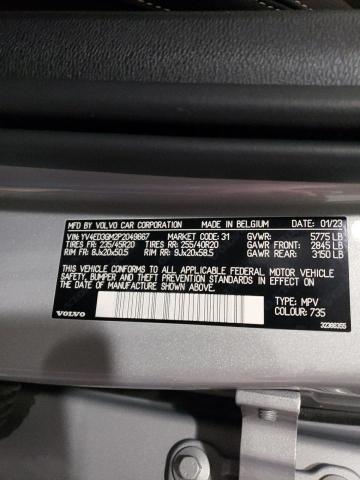 MFD. BY VOLVO CAR CORPORATION MADE IN BELGIUM 01/23
VIN: YV4ED3GM2P2049667 MARKET CODE: 31 GVWR: 5775 LB
TIRES FR: 235/45R20 TIRES RR: 255/40R20 GAWR FRONT: 2845 LB
RIM FR: 8Jx20x50.5 RIM RR: 9Jx20x58.5 GAWR REAR: 3150 LB
THIS VEHICLE CONFORMS TO ALL APPLICABLE FEDERAL MOTOR VEHICLE
SAFETY, BUMPER AND THEFT PREVENTION STANDARDS IN EFFECT ON
THE DATE OF MANUFACTURE SHOWN ABOVE.
TYPE: MPV
COLOUR: 735
VOLVO
32366355